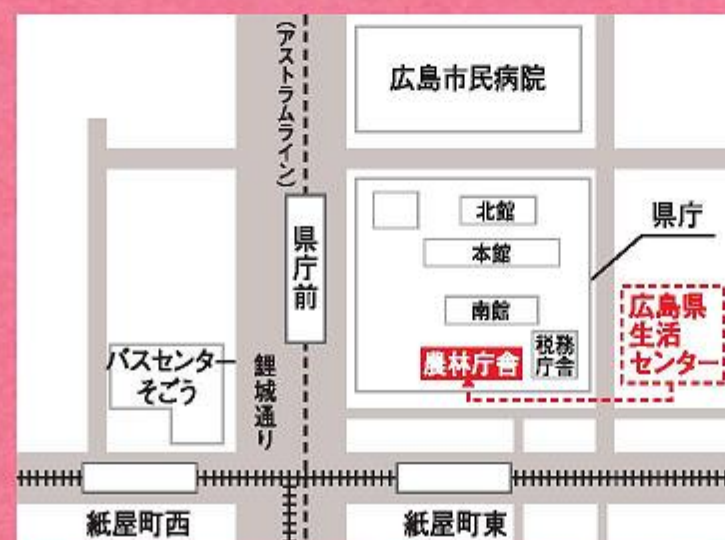 (アストラムライン)
広島市民病院
北館
県庁
本館
県庁前
南館
広島県
生活
センター
税務
庁舎
農林庁舎
バスセンター
そごう
鯉城通り
紙屋町西
紙屋町東